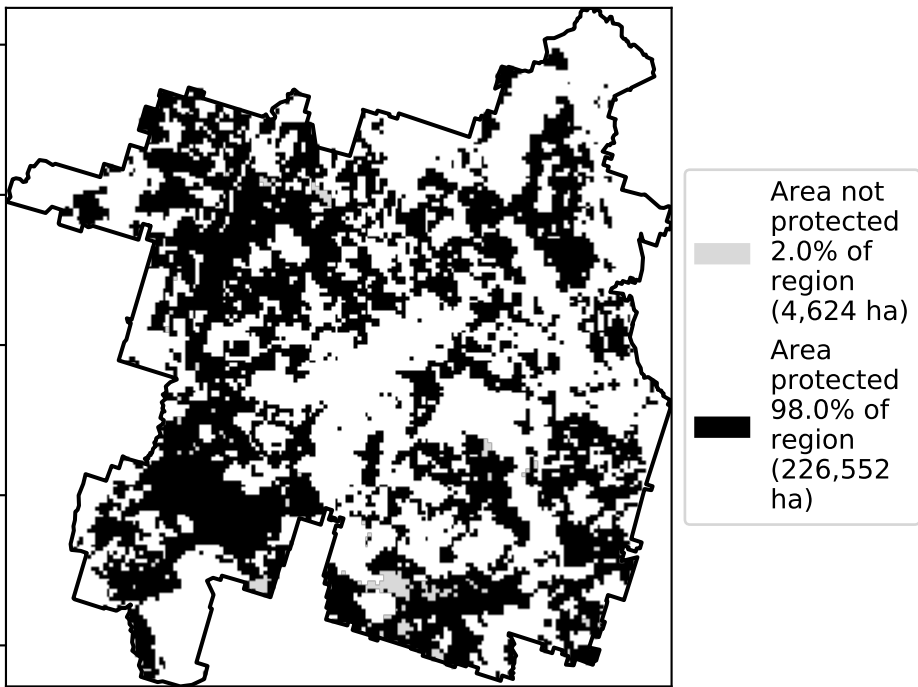 Area not
protected
2.0% of
region
(4,624 ha)
Area
protected
98.0% of
region
(226,552
ha)